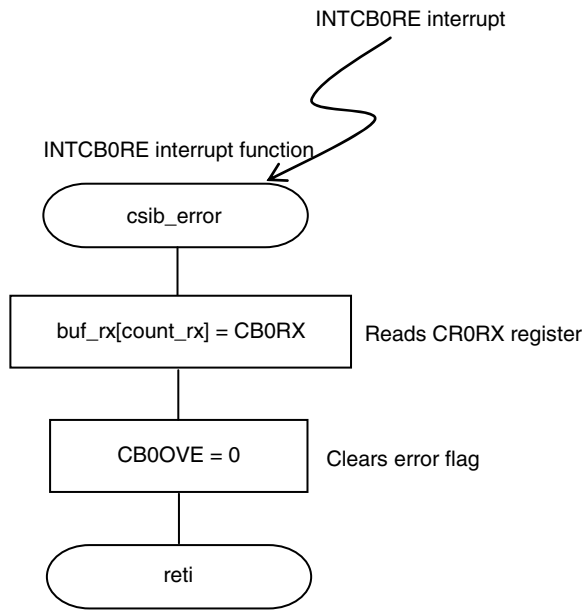 INTCB0RE interrupt
INTCB0RE interrupt function
csib_error
buf_rx[count_rx] = CB0RX
Reads CR0RX register
CB0OVE = 0
Clears error flag
reti